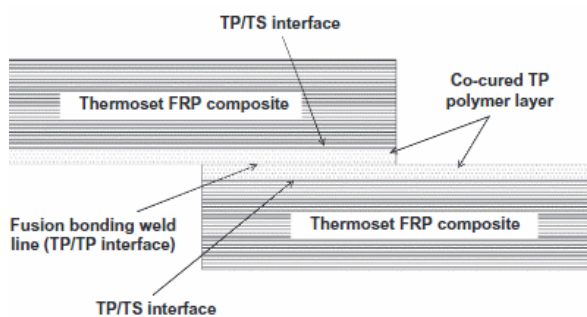 TP/TS interface
Thermoset FRP composite
Co-cured TP
polymer layer
Fusion bonding weld
line (TP/TP interface)
Thermoset FRP composite
TP/TS interface